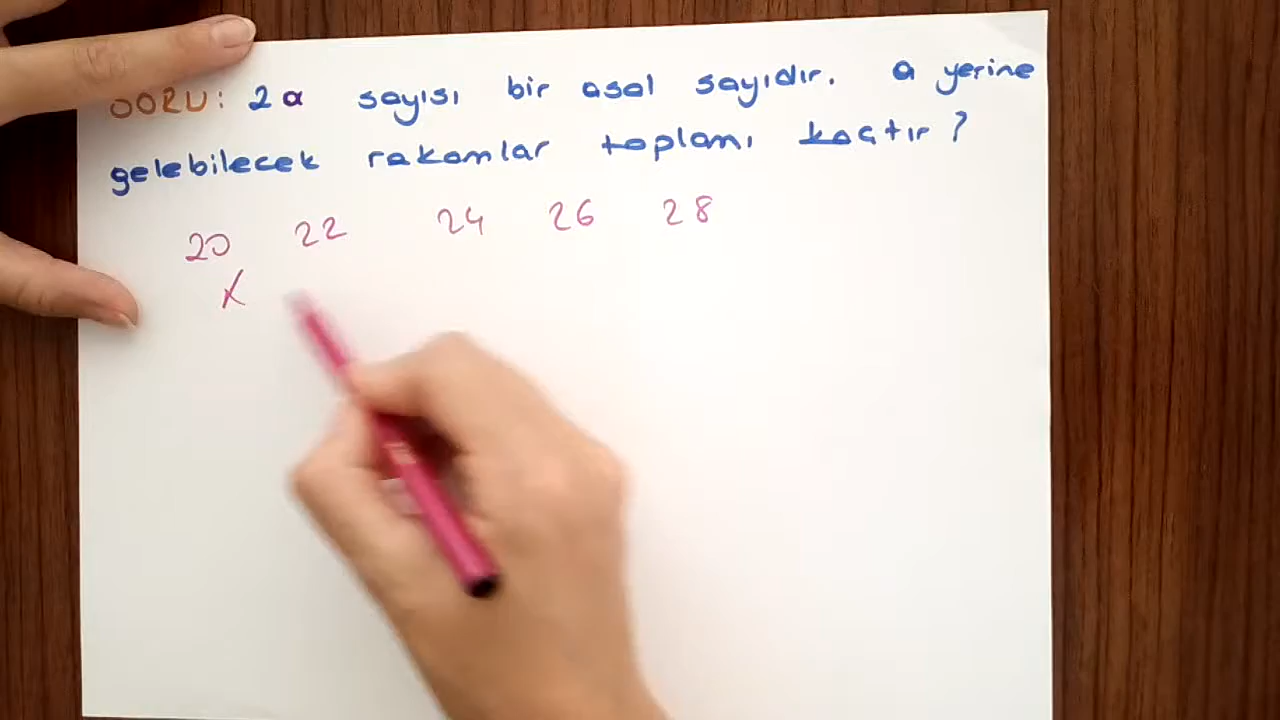 SORU: 2a sayısı bir asal sayıdır. a yerine
gelebilecek rakamlar toplamı kaçtır?
20 22 24 26 28
X